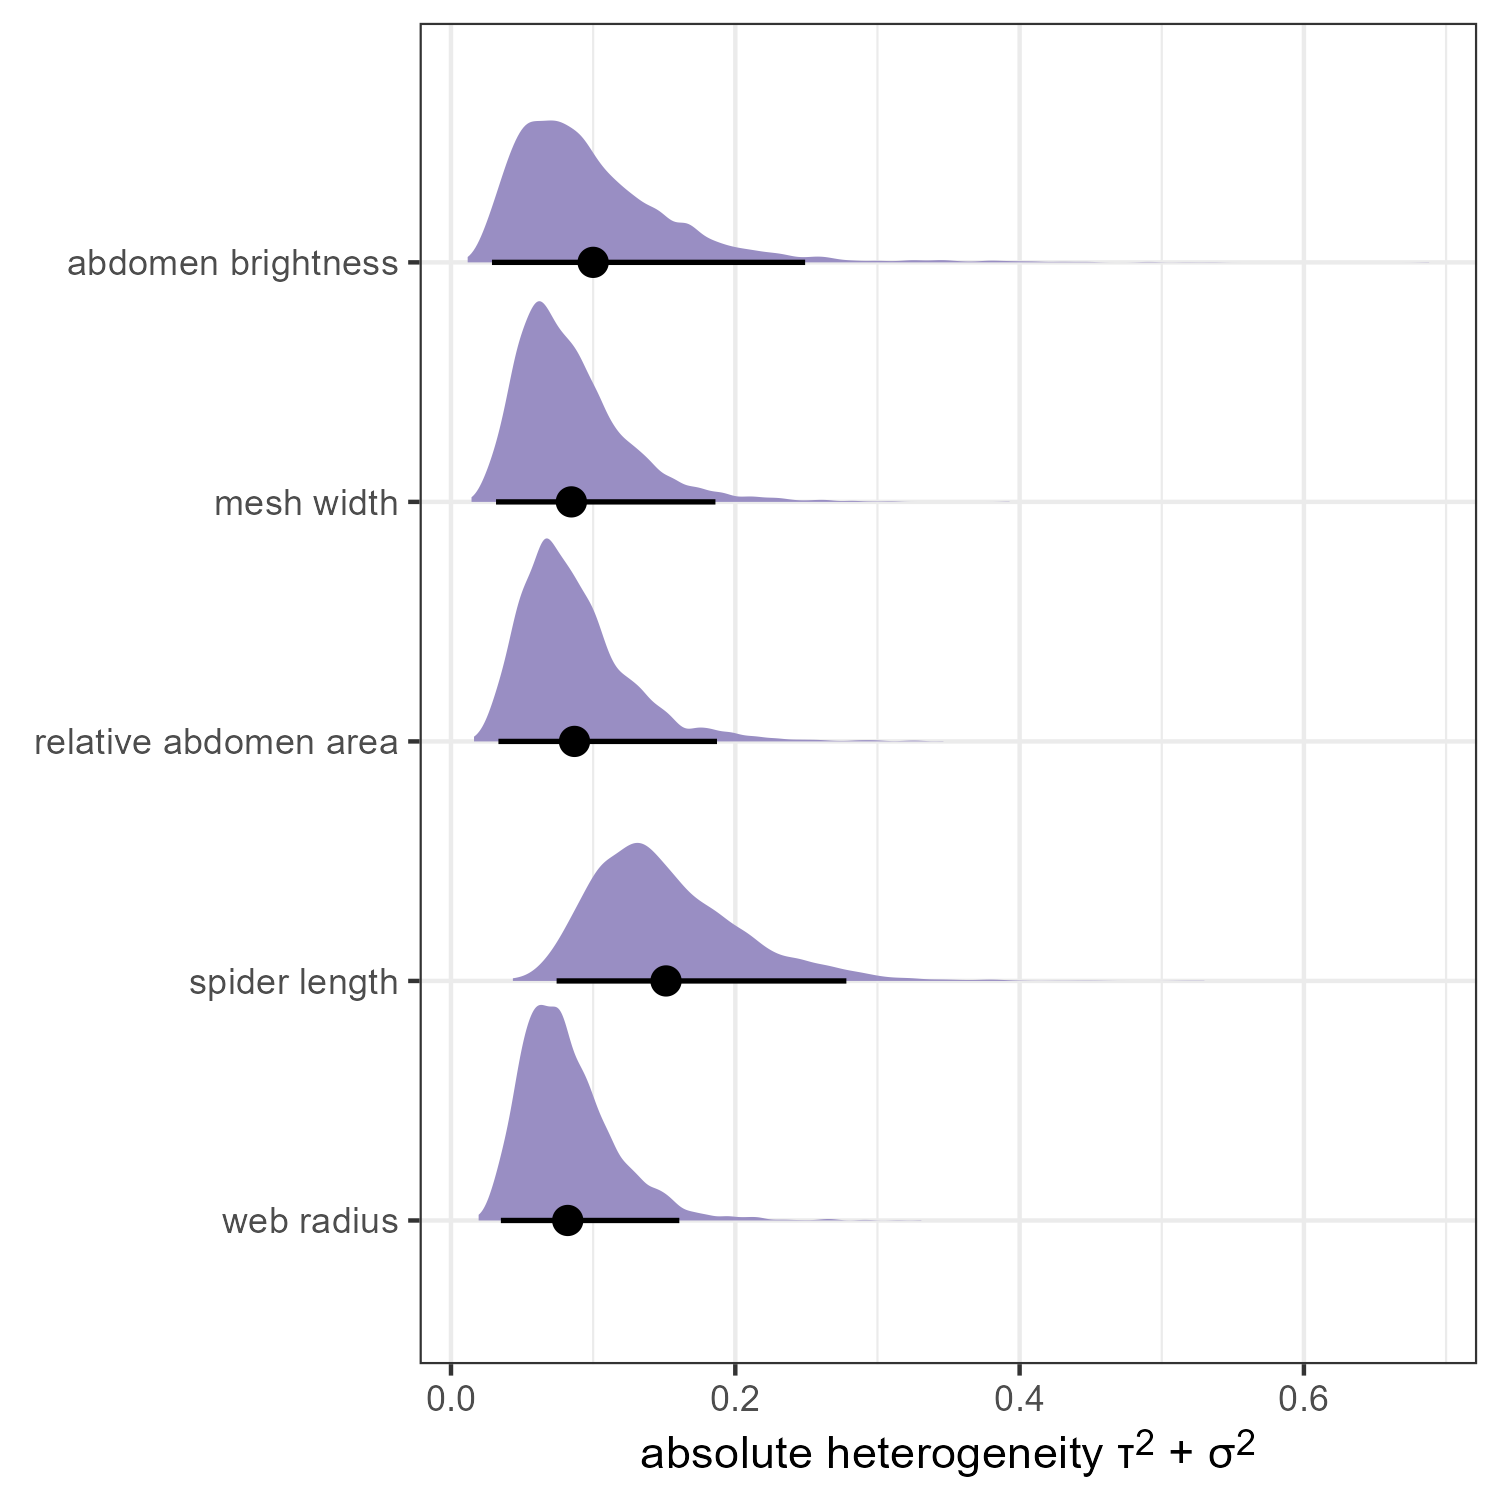 abdomen brightness
mesh width
relative abdomen area
spider length
web radius
0.0 0.2 0.4 0.6
absolute heterogeneity τ² + σ²